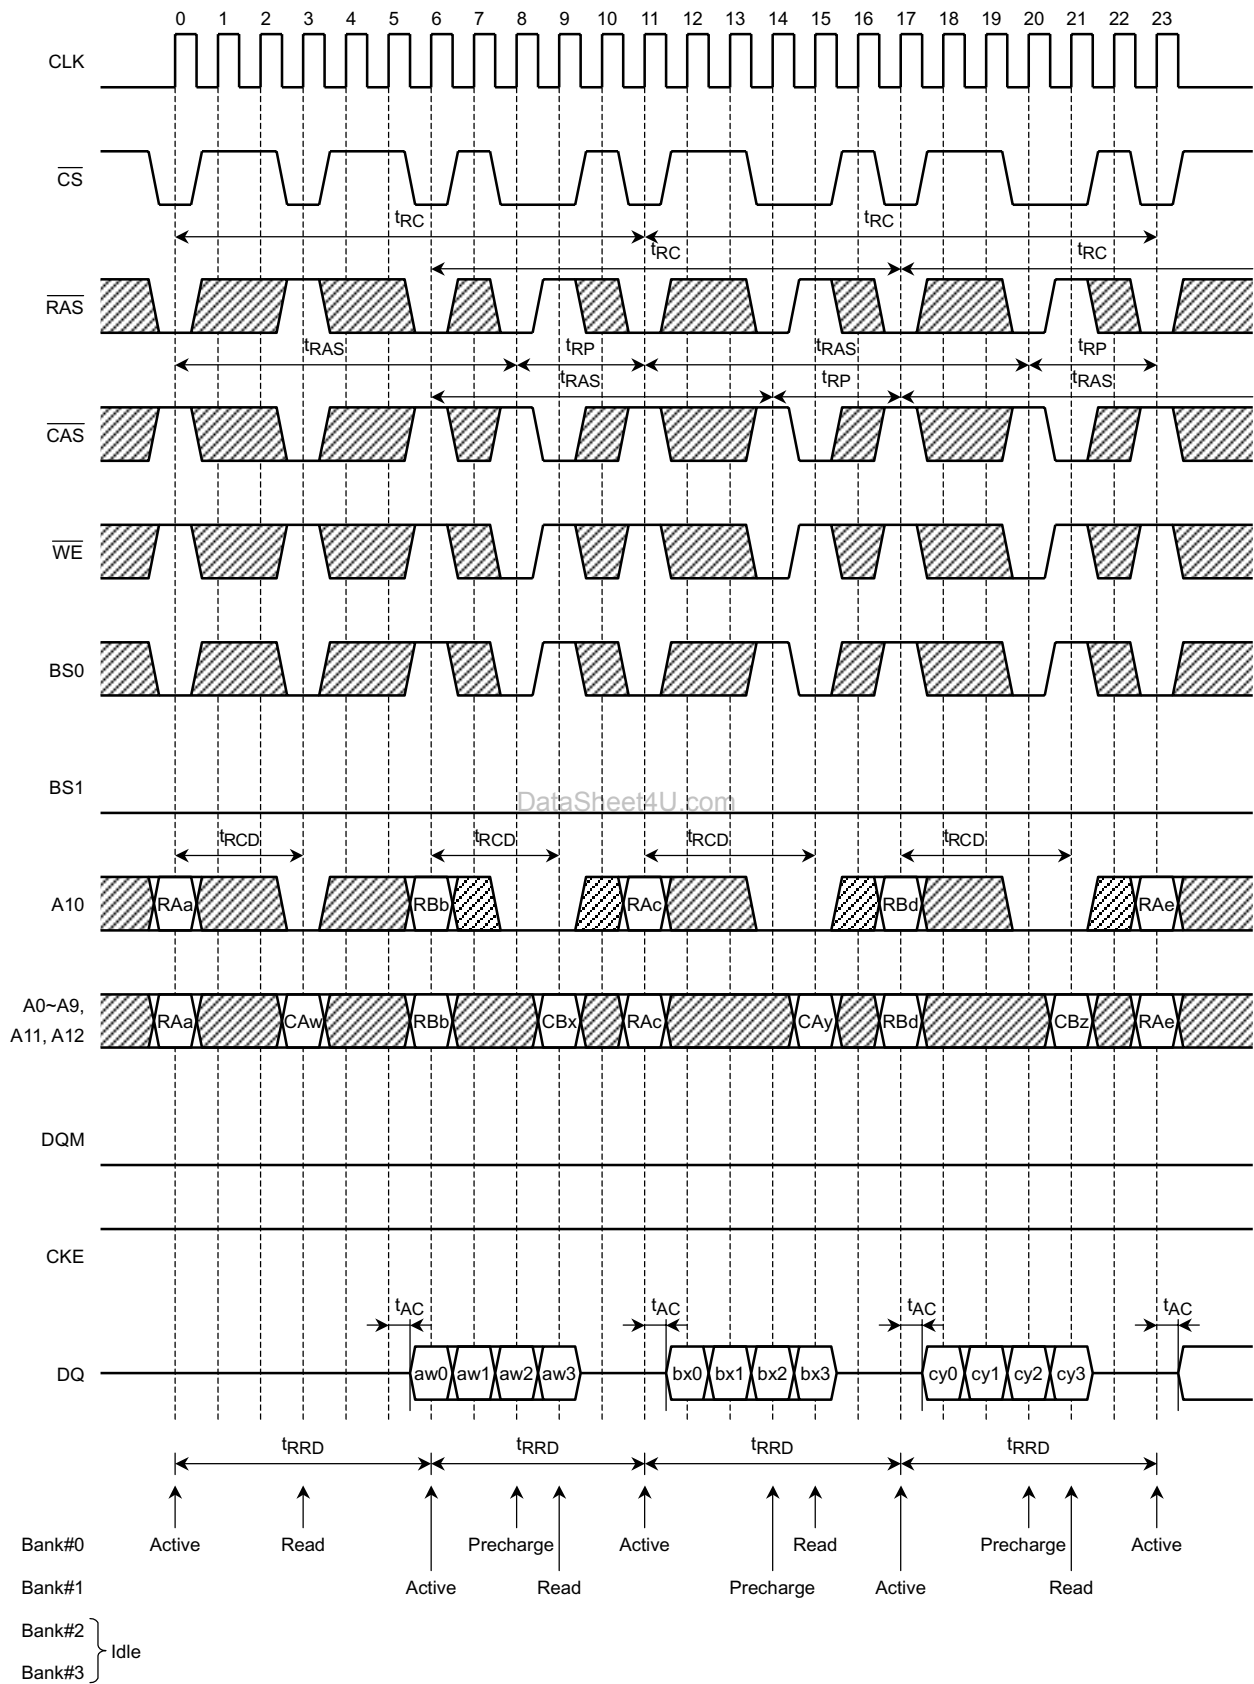 0 1 2 3 4 5 6 7 8 9 10 11 12 13 14 15 16 17 18 19 20 21 22 23
CLK
CS
tRC tRC
tRC tRC
RAS
tRAS tRP tRAS tRP
tRAS tRP tRAS
CAS
WE
BS0
BS1
DataSheet4U.com
tRCD tRCD tRCD tRCD
A10 RAa RBb RAc RBd RAe
A0~A9,
A11, A12
RAa CAw RBb CBx RAc CAy RBd CBz RAe
DQM
CKE
tAC tAC tAC tAC
DQ aw0 aw1 aw2 aw3 bx0 bx1 bx2 bx3 cy0 cy1 cy2 cy3
tRRD tRRD tRRD tRRD
Bank#0 Active Read Precharge Active Read Precharge Active
Bank#1 Active Read Precharge Active Read
Bank#2
Idle
Bank#3